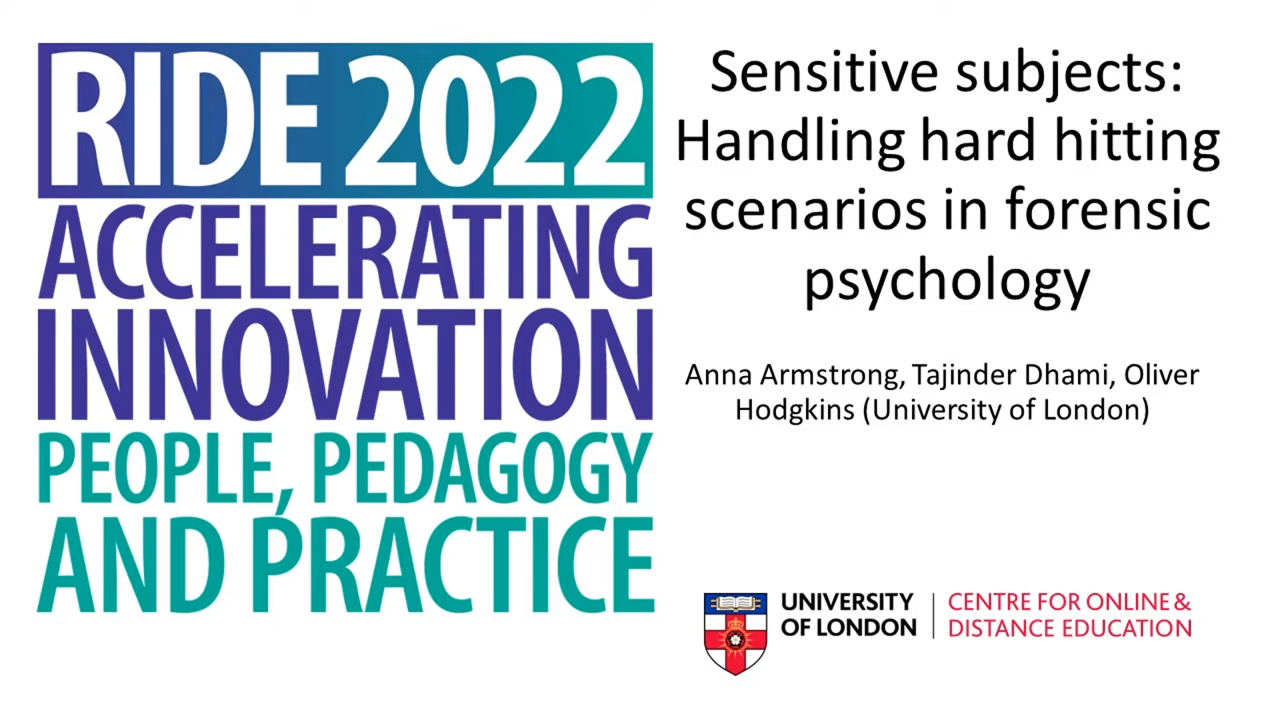 RIDE 2022
ACCELERATING
INNOVATION
PEOPLE, PEDAGOGY
AND PRACTICE
Sensitive subjects:
Handling hard hitting
scenarios in forensic
psychology
Anna Armstrong, Tajinder Dhami, Oliver
Hodgkins (University of London)
UNIVERSITY
OF LONDON
CENTRE FOR ONLINE &
DISTANCE EDUCATION